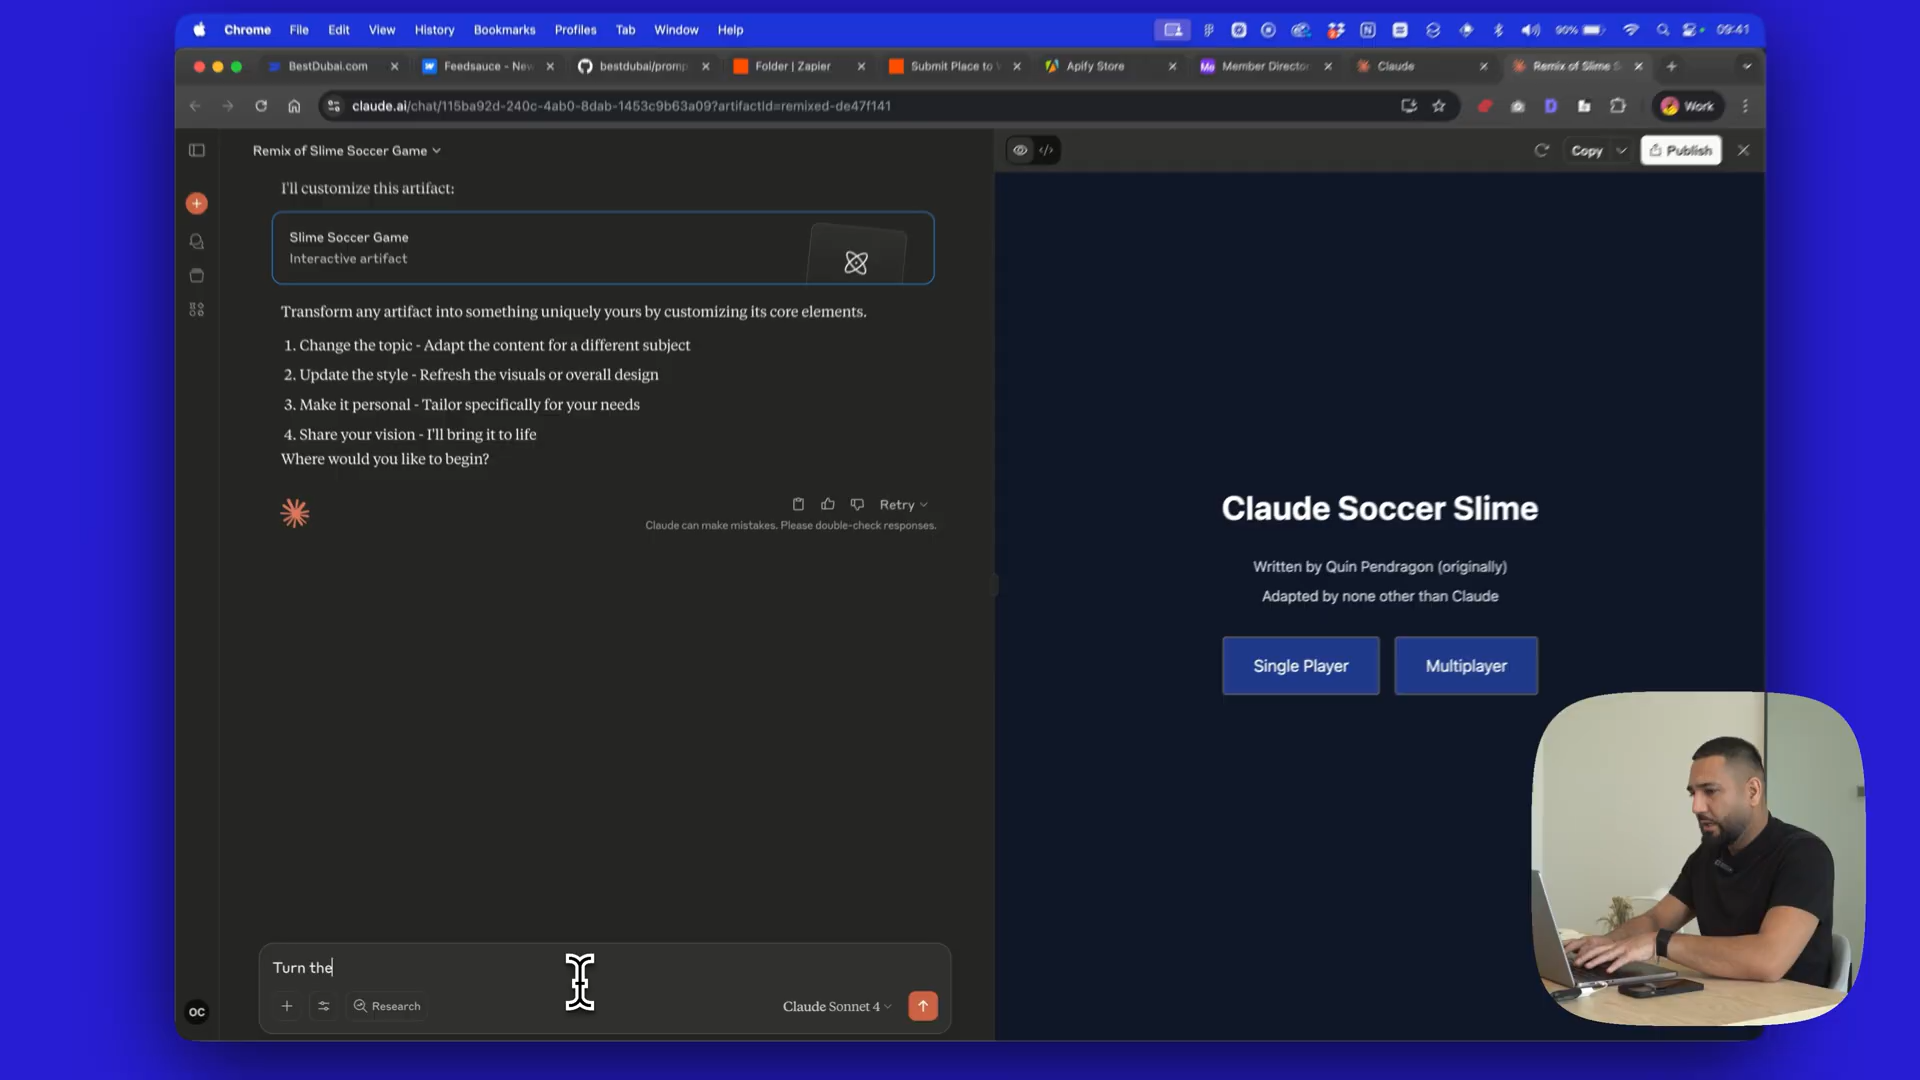 Chrome File Edit View History Bookmarks Profiles Tab Window Help
90%
09:41
BestDubai.com
Feedsauce - New
bestdubai/promp
Folder | Zapier
Submit Place to
Apify Store
Member Director
Claude
Remix of Slime S
claude.ai/chat/115ba92d-240c-4ab0-8dab-1453c9b63a09?artifactId=remixed-de47f141
Work
Remix of Slime Soccer Game
Copy
Publish
I'll customize this artifact:
Slime Soccer Game
Interactive artifact
Transform any artifact into something uniquely yours by customizing its core elements.
1. Change the topic - Adapt the content for a different subject
2. Update the style - Refresh the visuals or overall design
3. Make it personal - Tailor specifically for your needs
4. Share your vision - I'll bring it to life
Where would you like to begin?
Retry
Claude can make mistakes. Please double-check responses.
Claude Soccer Slime
Written by Quin Pendragon (originally)
Adapted by none other than Claude
Single Player
Multiplayer
Turn the
Research
Claude Sonnet 4
OC